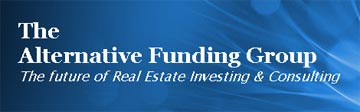 The
Alternative Funding Group
The future of Real Estate Investing & Consulting